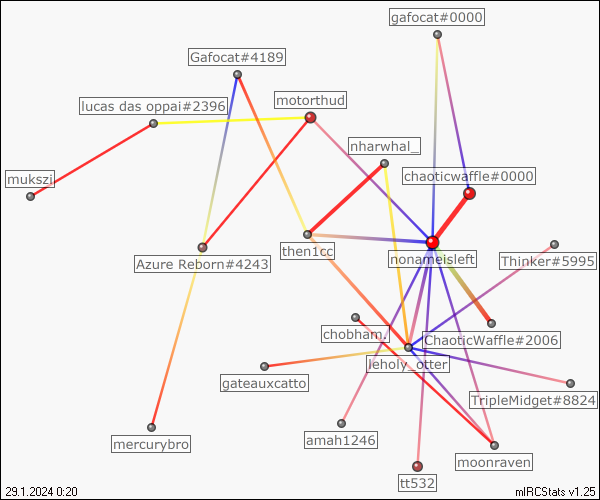 gafocat#0000
Gafocat#4189
lucas das oppai#2396
motorthud
nharwhal_
mukszi
chaoticwaffle#0000
then1cc
nonameisleft
Azure Reborn#4243
Thinker#5995
chobham
ChaoticWaffle#2006
leholy_otter
gateauxcatto
TripleMidget#8824
mercurybro
amah1246
moonraven
tt532
29.1.2024 0:20
mIRCStats v1.25